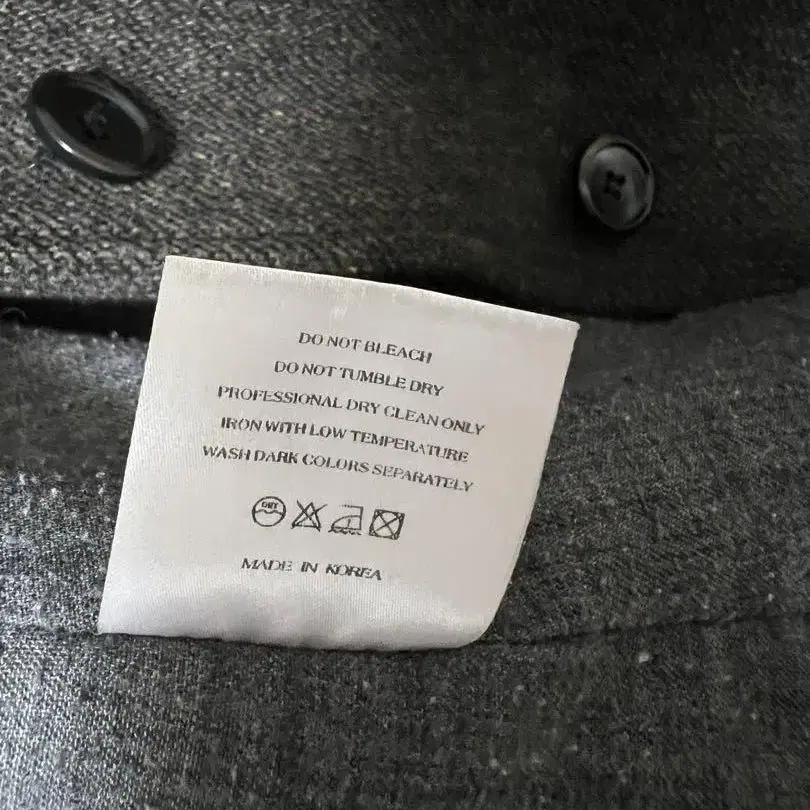 DO NOT BLEACH
DO NOT TUMBLE DRY
PROFESSIONAL DRY CLEAN ONLY
IRON WITH LOW TEMPERATURE
WASH DARK COLORS SEPARATELY
DRY
MADE IN KOREA